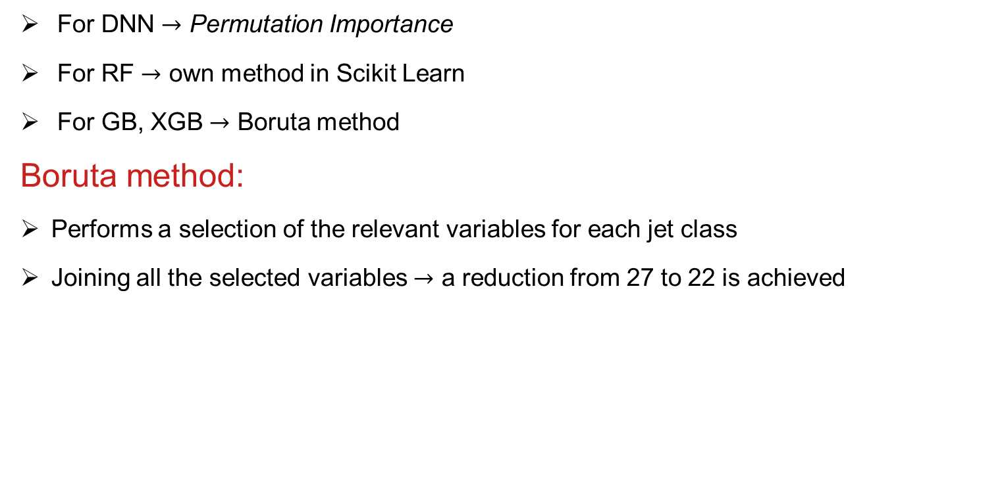 ➢ For DNN → Permutation Importance
➢ For RF → own method in Scikit Learn
➢ For GB, XGB → Boruta method
Boruta method:
➢ Performs a selection of the relevant variables for each jet class
➢ Joining all the selected variables → a reduction from 27 to 22 is achieved